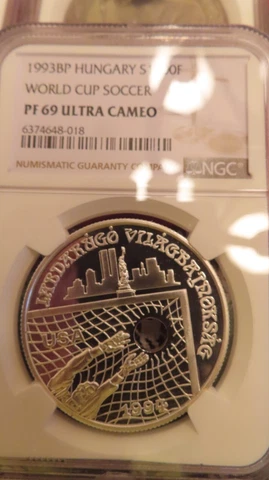 1993BP HUNGARY
WORLD CUP SOCCER
PF 69 ULTRA CAMEO
6374648-018
NUMISMATIC GUARANTY
NGC
LABDARÚGÓ VILÁGBAJNOKSÁG
USA
1994